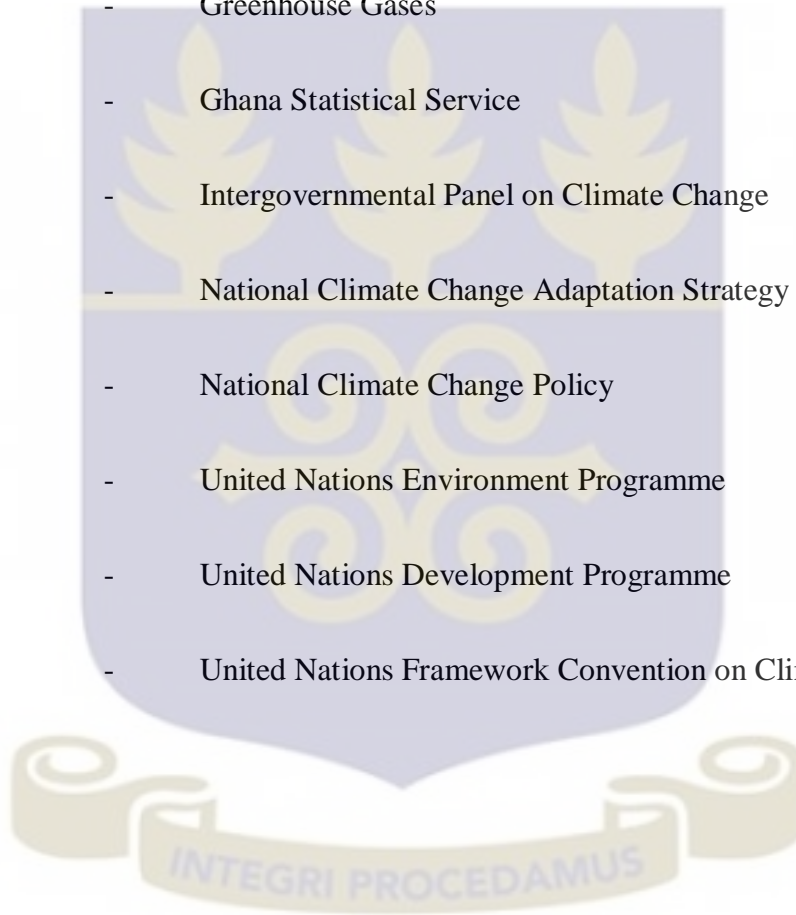 - Greenhouse Gases
- Ghana Statistical Service
- Intergovernmental Panel on Climate Change
- National Climate Change Adaptation Strategy
- National Climate Change Policy
- United Nations Environment Programme
- United Nations Development Programme
- United Nations Framework Convention on
INTEGRI PROCEDAMUS